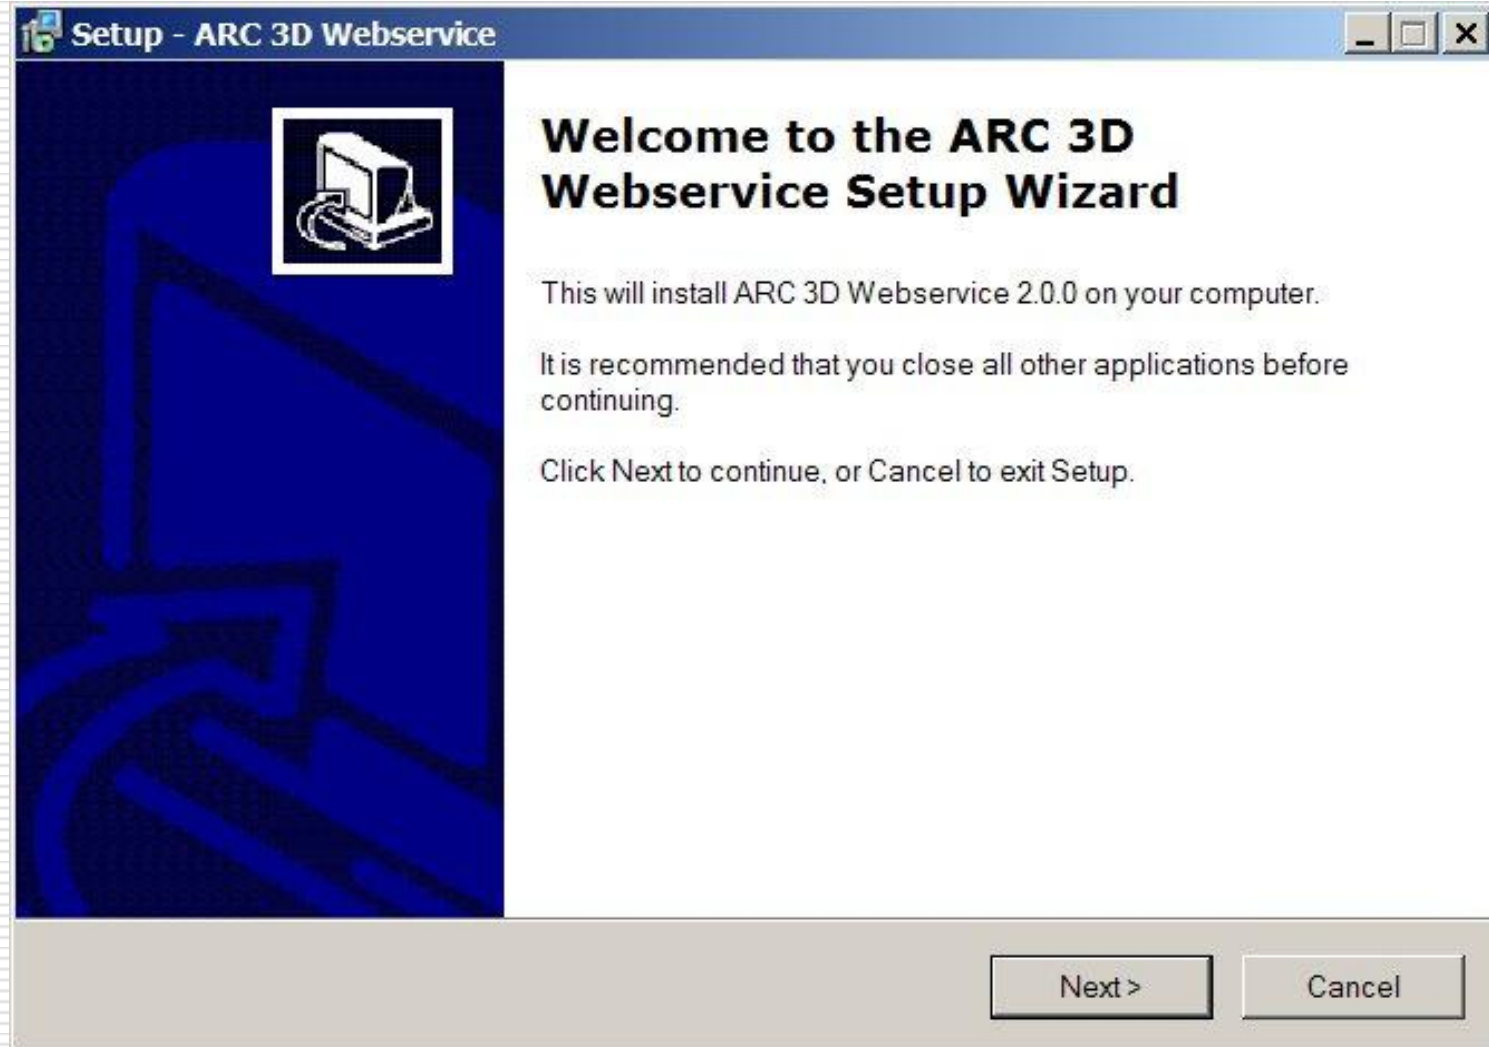 Setup - ARC 3D Webservice
Welcome to the ARC 3D
Webservice Setup Wizard
This will install ARC 3D Webservice 2.0.0 on your computer.
It is recommended that you close all other applications before
continuing.
Click Next to continue, or Cancel to exit Setup.
Next >
Cancel